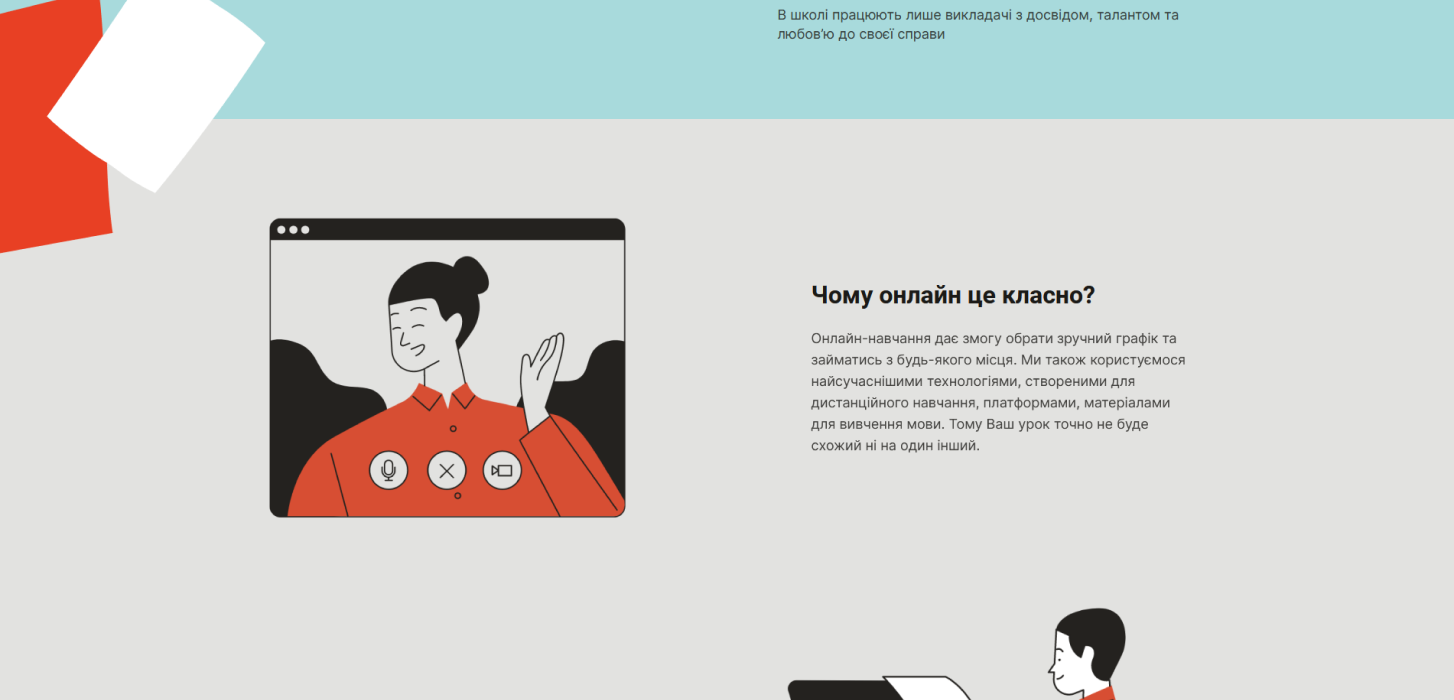 В школі працюють лише викладачі з досвідом, талантом та
любов'ю до своєї справи
Чому онлайн це класно?
Онлайн-навчання дає змогу обрати зручний графік та
займатись з будь-якого місця. Ми також користуємося
найсучаснішими технологіями, створеними для
дистанційного навчання, платформами, матеріалами
для вивчення мови. Тому Ваш урок точно не буде
схожий ні на один інший.